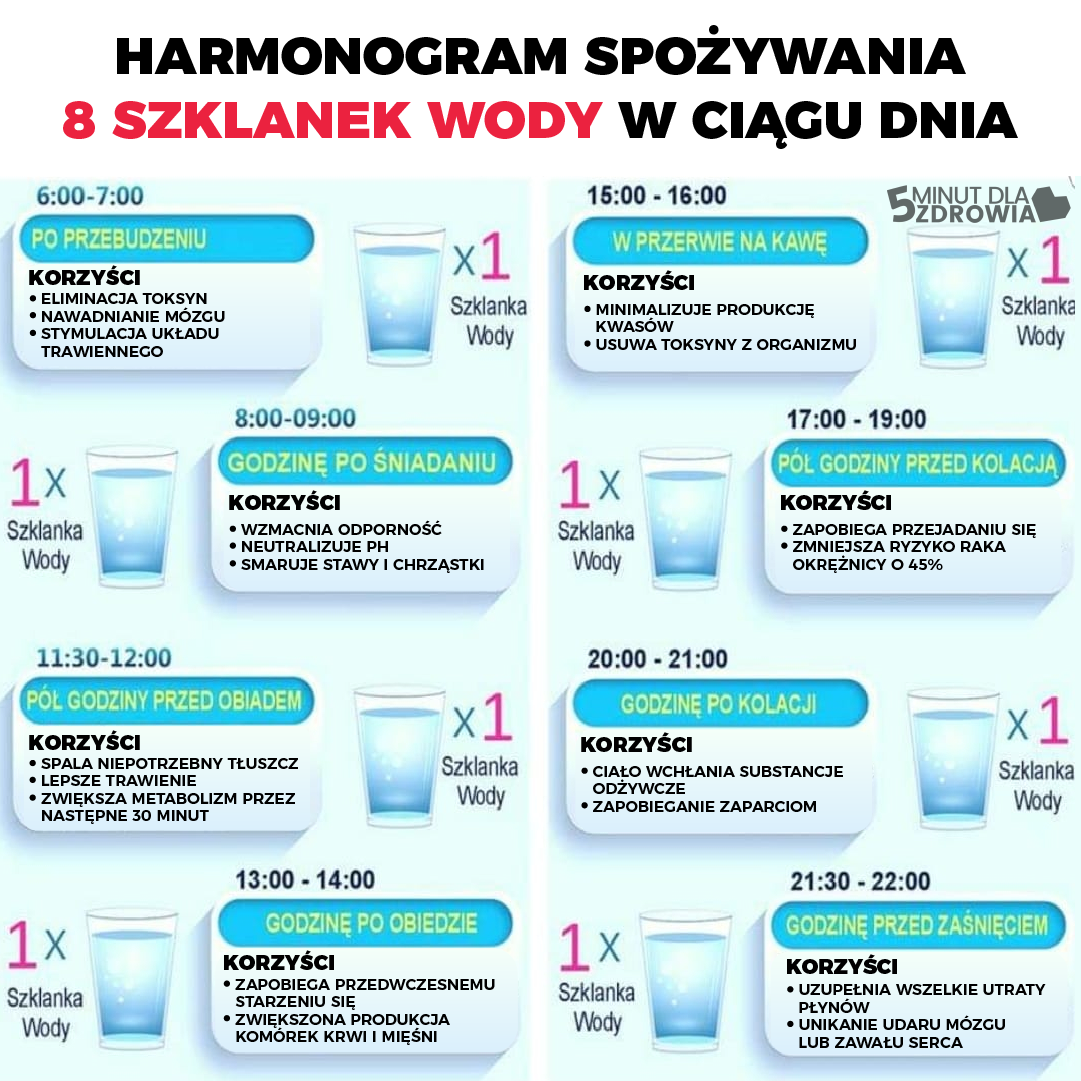 HARMONOGRAM SPOŻYWANIA
8 SZKLANEK WODY W CIĄGU DNIA
5 MINUT DLA
ZDROWIA
6:00-7:00
PO PRZEBUDZENIU
KORZYŚCI
• ELIMINACJA TOKSYN
• NAWADNIANIE MÓZGU
• STYMULACJA UKŁADU
TRAWIENNEGO
x1
Szklanka
Wody
8:00-09:00
GODZINĘ PO ŚNIADANIU
KORZYŚCI
• WZMACNIA ODPORNOŚĆ
• NEUTRALIZUJE PH
• SMARUJE STAWY I CHRZĄSTKI
1x
Szklanka
Wody
11:30-12:00
PÓŁ GODZINY PRZED OBIADEM
KORZYŚCI
• SPALA NIEPOTRZEBNY TŁUSZCZ
• LEPSZE TRAWIENIE
• ZWIĘKSZA METABOLIZM PRZEZ
NASTĘPNE 30 MINUT
x1
Szklanka
Wody
13:00 - 14:00
GODZINĘ PO OBIEDZIE
KORZYŚCI
• ZAPOBIEGA PRZEDWCZESNEMU
STARZENIU SIĘ
• ZWIĘKSZONA PRODUKCJA
KOMÓREK KRWI I MIĘŚNI
1x
Szklanka
Wody
15:00 - 16:00
W PRZERWIE NA KAWĘ
KORZYŚCI
• MINIMALIZUJE PRODUKCJĘ
KWASÓW
• USUWA TOKSYNY Z ORGANIZMU
x1
Szklanka
Wody
17:00 - 19:00
PÓŁ GODZINY PRZED KOLACJĄ
KORZYŚCI
• ZAPOBIEGA PRZEJADANIU SIĘ
• ZMNIEJSZA RYZYKO RAKA
OKRĘŻNICY O 45%
1x
Szklanka
Wody
20:00 - 21:00
GODZINĘ PO KOLACJI
KORZYŚCI
• CIAŁO WCHŁANIA SUBSTANCJE
ODŻYWCZE
• ZAPOBIEGANIE ZAPARCIOM
x1
Szklanka
Wody
21:30 - 22:00
GODZINĘ PRZED ZAŚNIĘCIEM
KORZYŚCI
• UZUPEŁNIA WSZELKIE UTRATY
PŁYNÓW
• UNIKANIE UDARU MÓZGU
LUB ZAWAŁU SERCA
1x
Szklanka
Wody